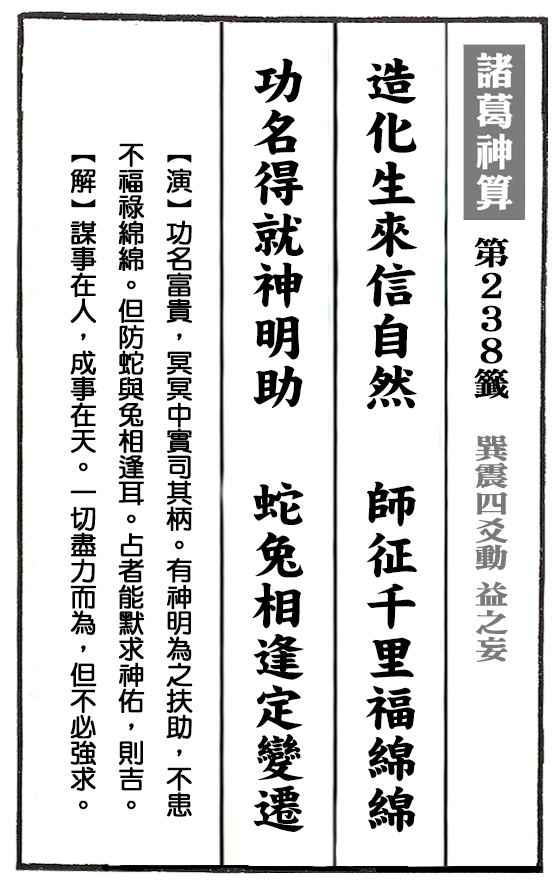 諸葛神算 第238籤 巽震四爻動 益之妄
造化生來信自然 師征千里福綿綿
功名得就神明助 蛇兔相逢定變遷
【演】功名富貴，冥冥中實司其柄。有神明為之扶助，不患
不福祿綿綿。但防蛇與兔相逢耳。占者能默求神佑，則吉。
【解】謀事在人，成事在天。一切盡力而為，但不必強求。